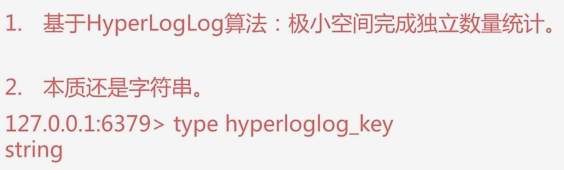 1. 基于HyperLogLog算法：极小空间完成独立数量统计。
2. 本质还是字符串。
127.0.0.1:6379> type hyperloglog_key
string